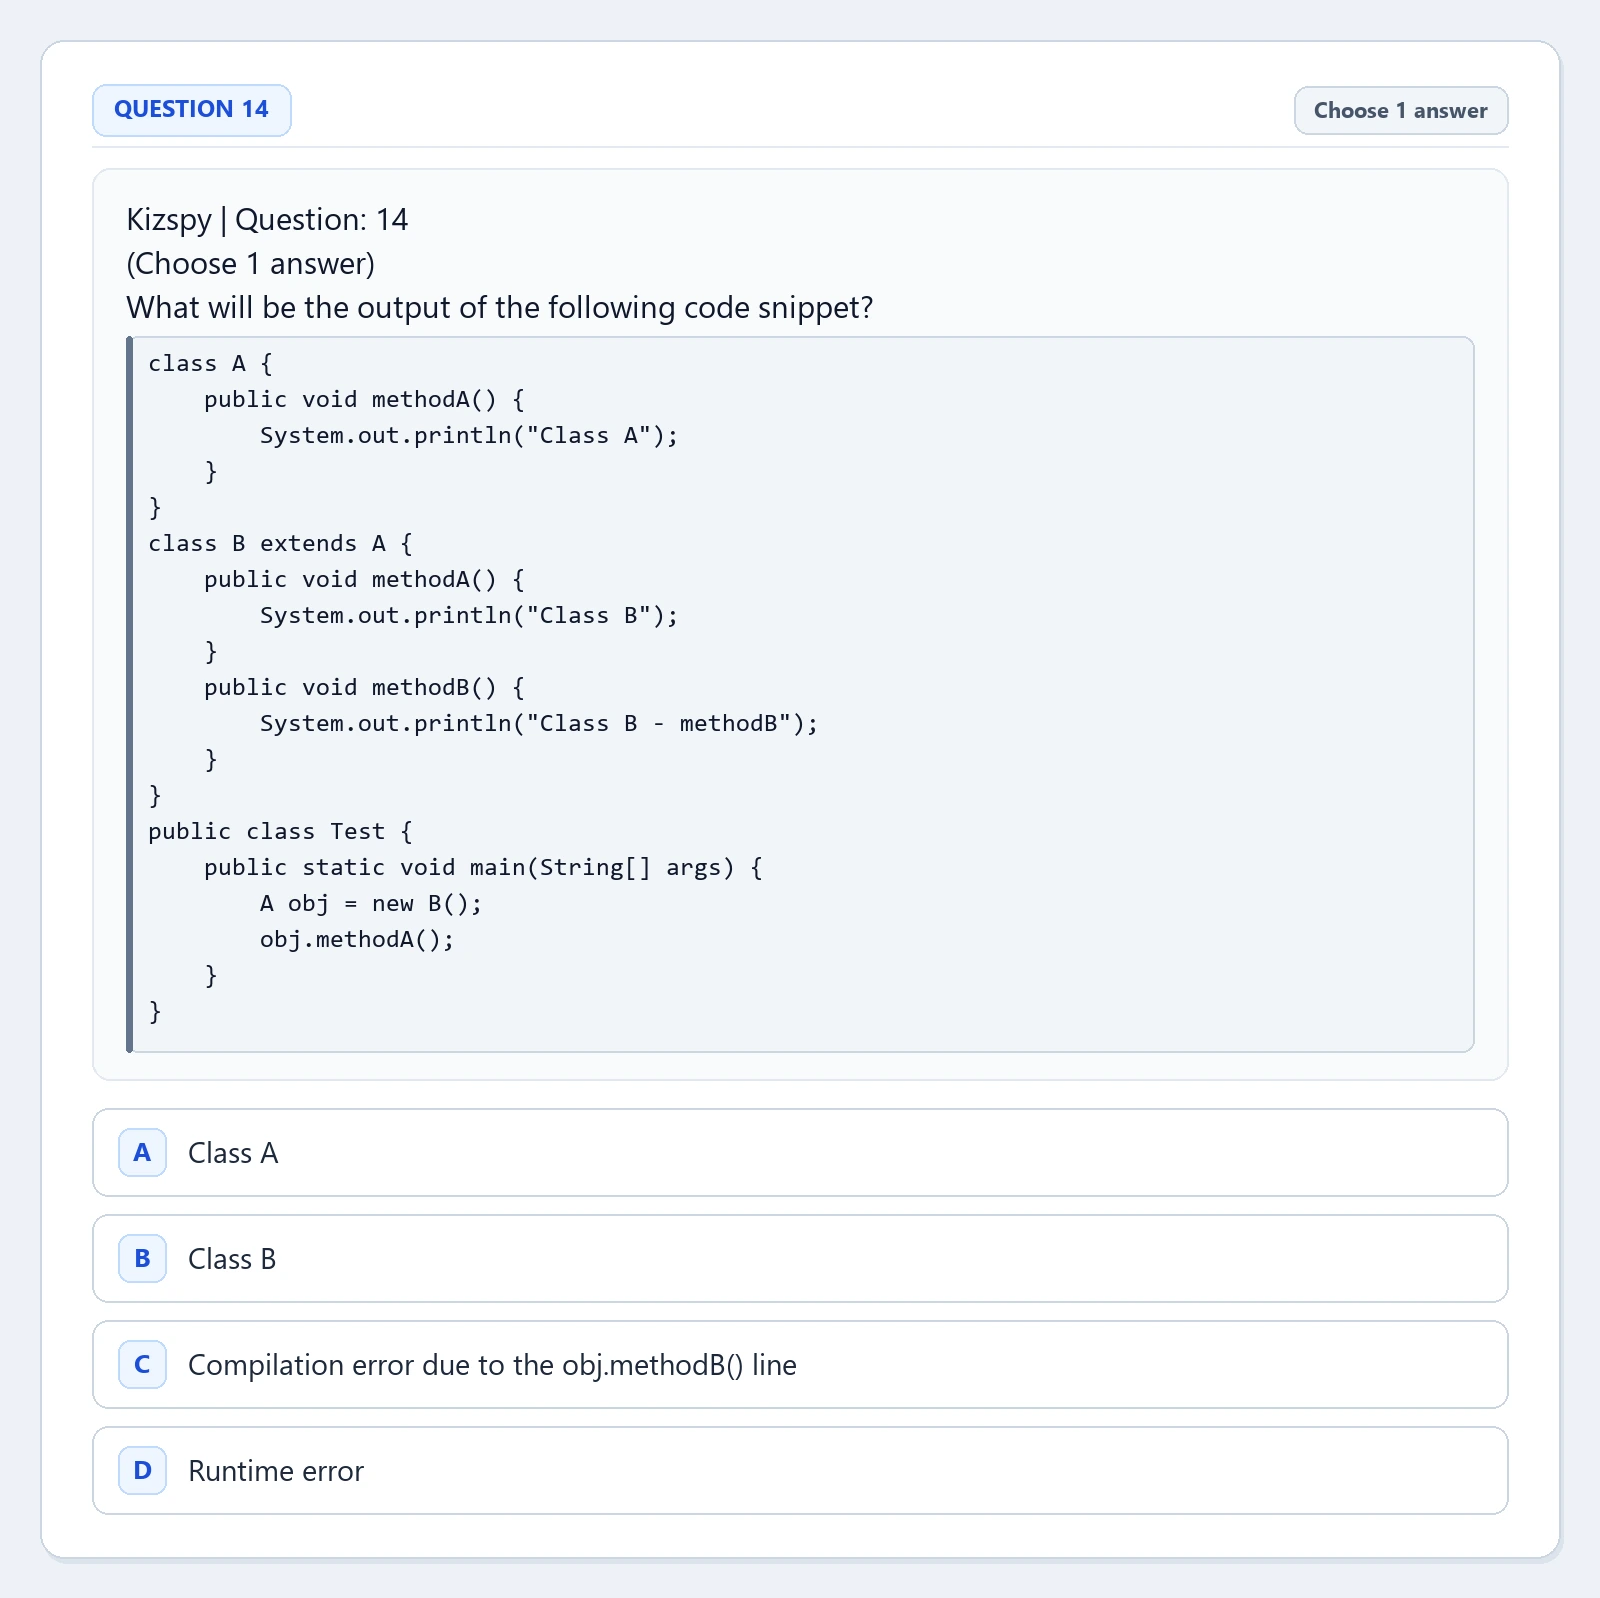 QUESTION 14
Choose 1 answer
Kizspy | Question: 14
(Choose 1 answer)
What will be the output of the following code snippet?
class A {
    public void methodA() {
        System.out.println("Class A");
    }
}
class B extends A {
    public void methodA() {
        System.out.println("Class B");
    }
    public void methodB() {
        System.out.println("Class B - methodB");
    }
}
public class Test {
    public static void main(String[] args) {
        A obj = new B();
        obj.methodA();
    }
}
A Class A
B Class B
C Compilation error due to the obj.methodB() line
D Runtime error